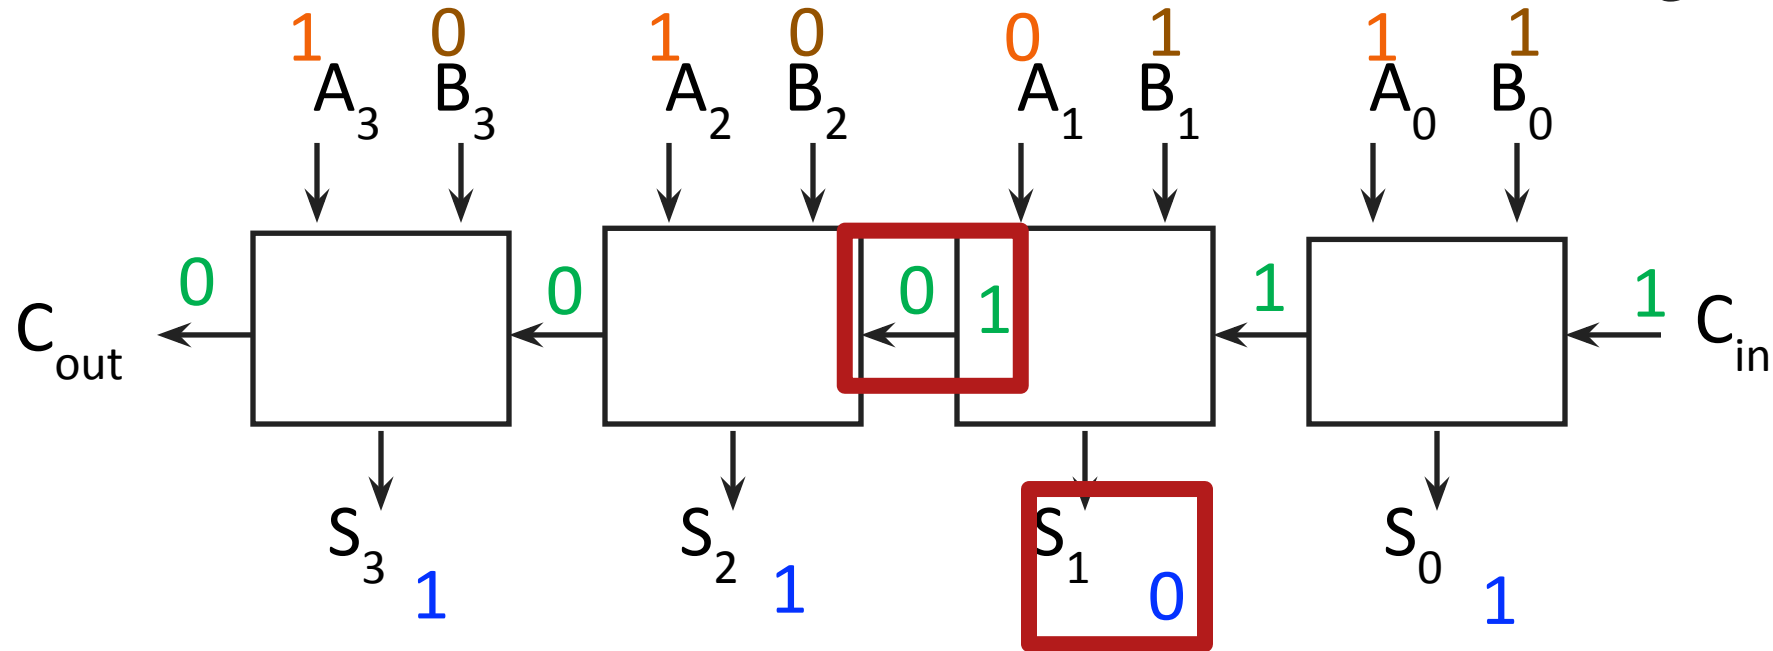 1 0 1 0 0 1 1 1
A3 B3 A2 B2 A1 B1 A0 B0
0 0 0 1 1 1
Cout Cin
S3 S2 S1 S0
1 1 0 1